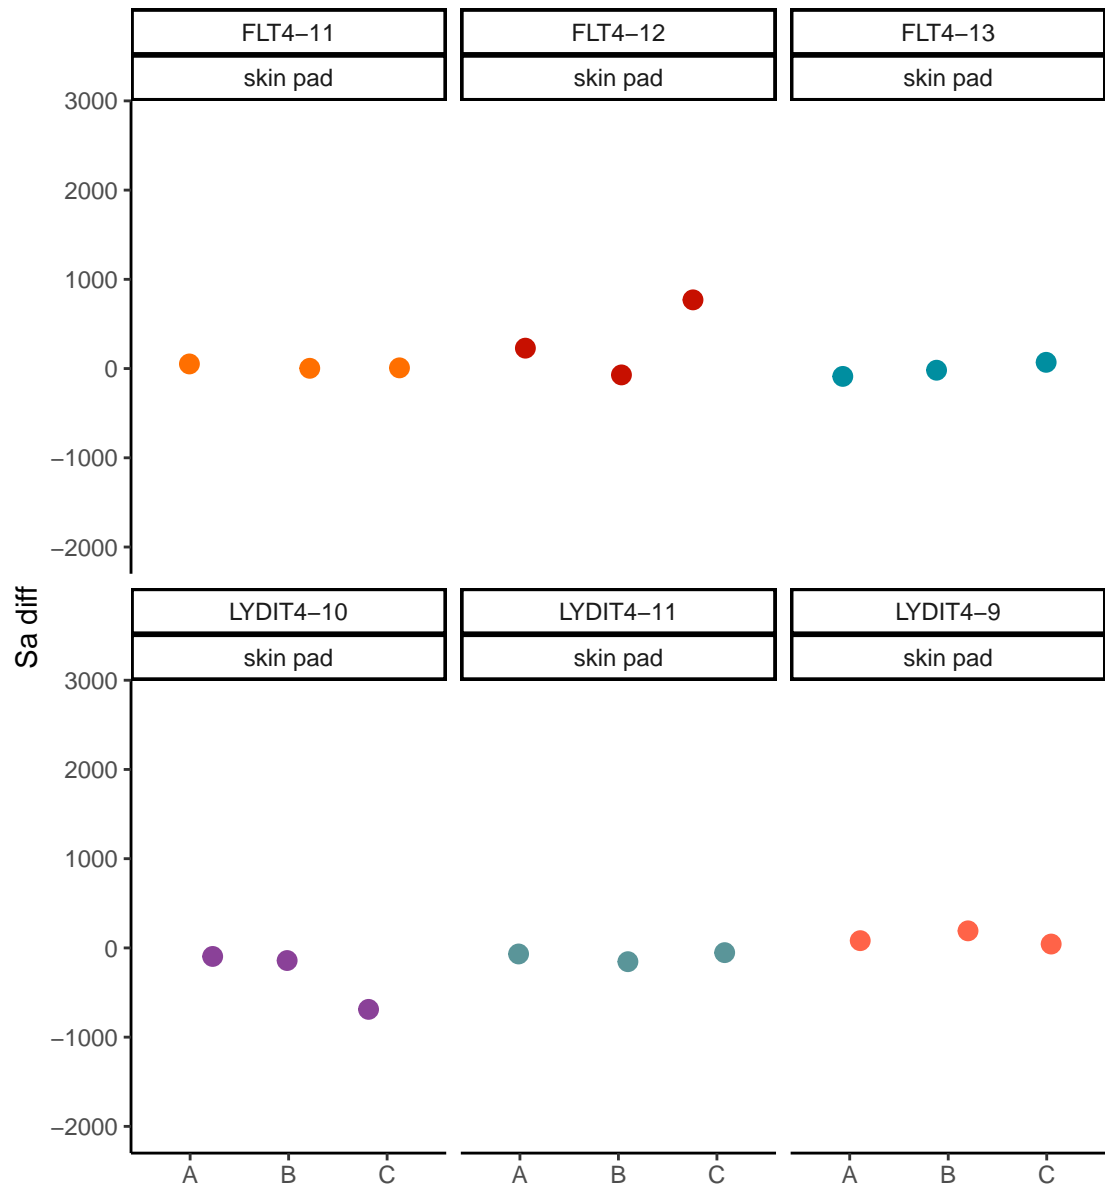 FLT4−11 FLT4−12 FLT4−13
skin pad skin pad skin pad
3000
2000
1000
0
−1000
−2000
Sa diff
LYDIT4−10 LYDIT4−11 LYDIT4−9
skin pad skin pad skin pad
3000
2000
1000
0
−1000
−2000
A B C A B C A B C